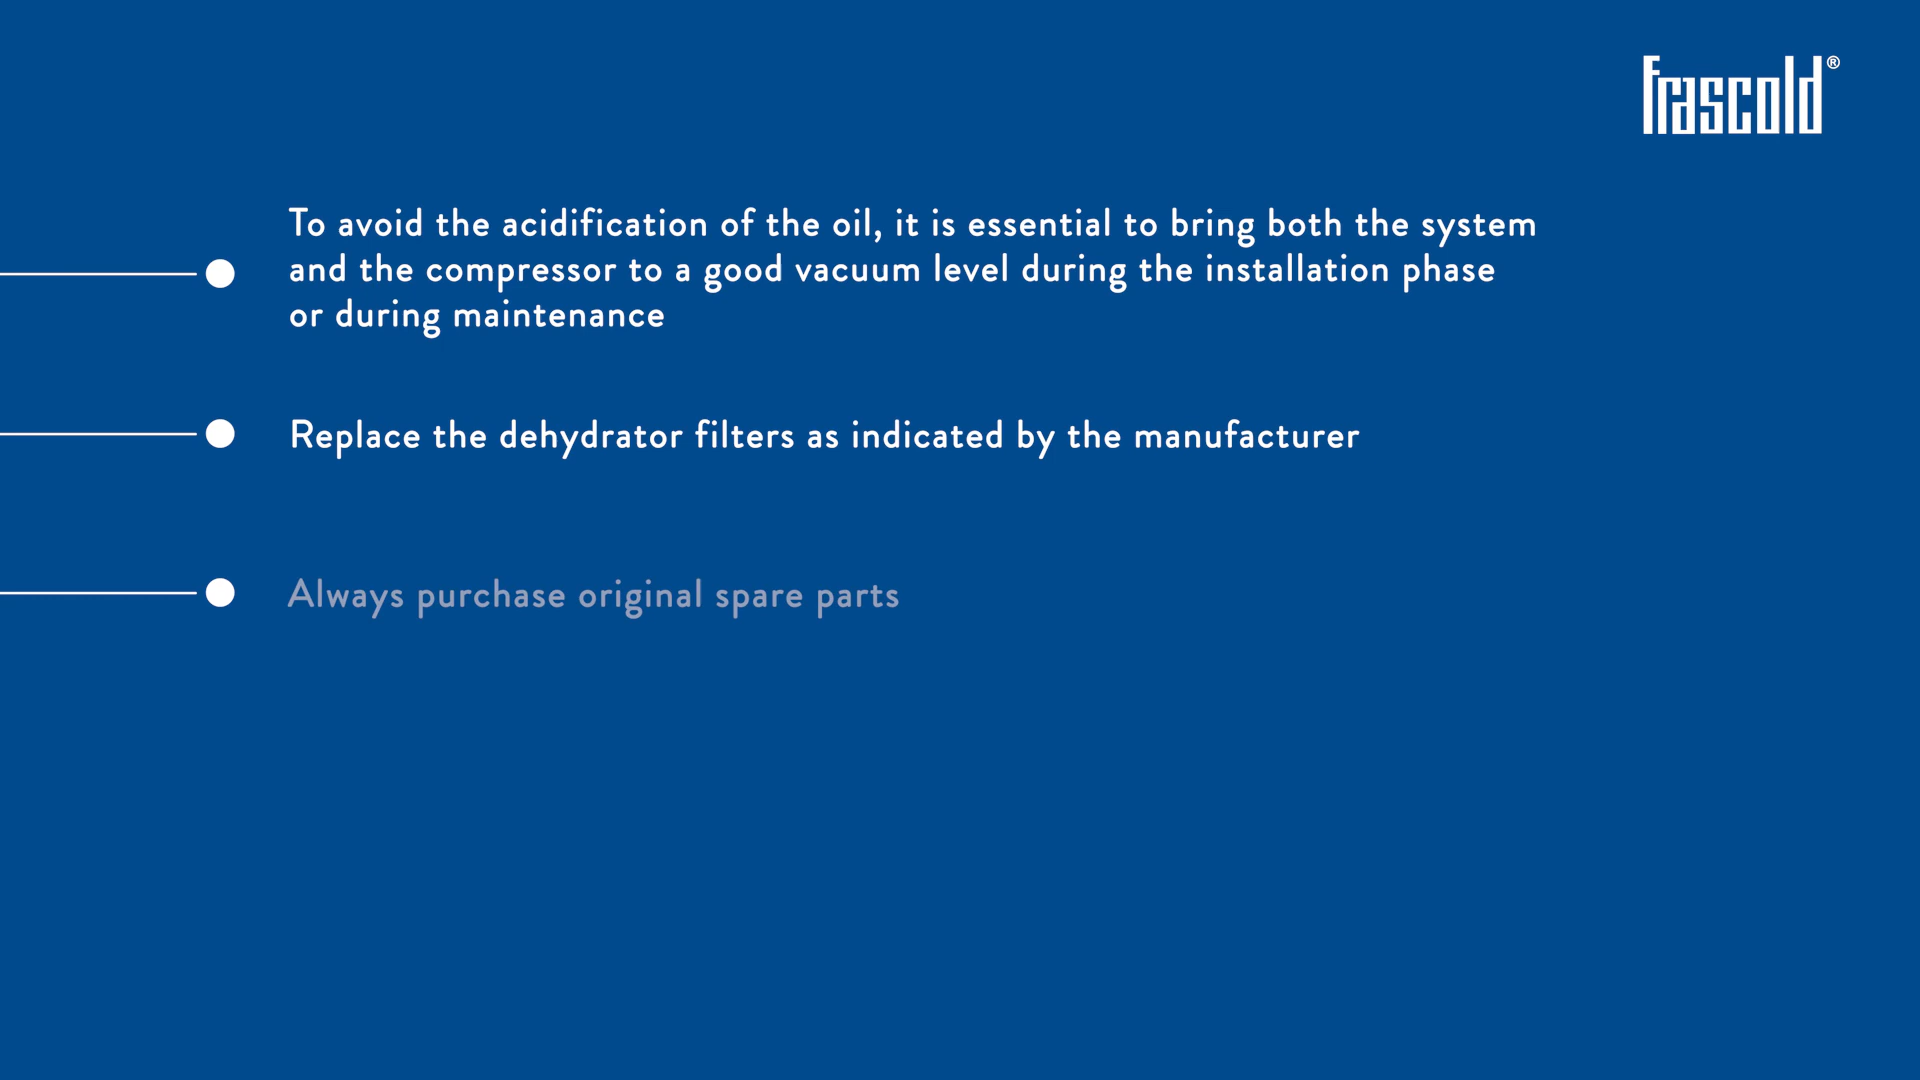 frascold®
To avoid the acidification of the oil, it is essential to bring both the system
and the compressor to a good vacuum level during the installation phase
or during maintenance
Replace the dehydrator filters as indicated by the manufacturer
Always purchase original spare parts